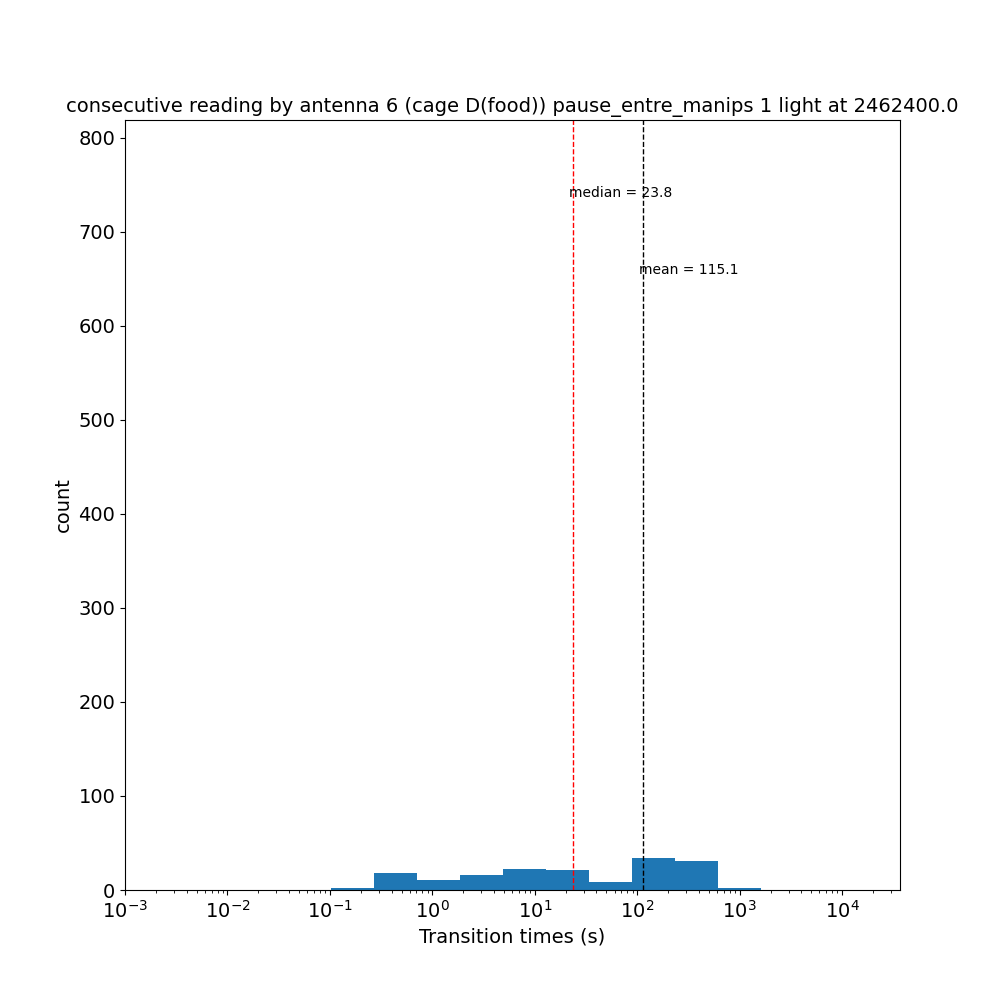 consecutive reading by antenna 6 (cage D(food)) pause_entre_manips 1 light at 2462400.0
800
median = 23.8
700
mean = 115.1
600
500
400
count
300
200
100
0
10⁻³ 10⁻² 10⁻¹ 10⁰ 10¹ 10² 10³ 10⁴
Transition times (s)